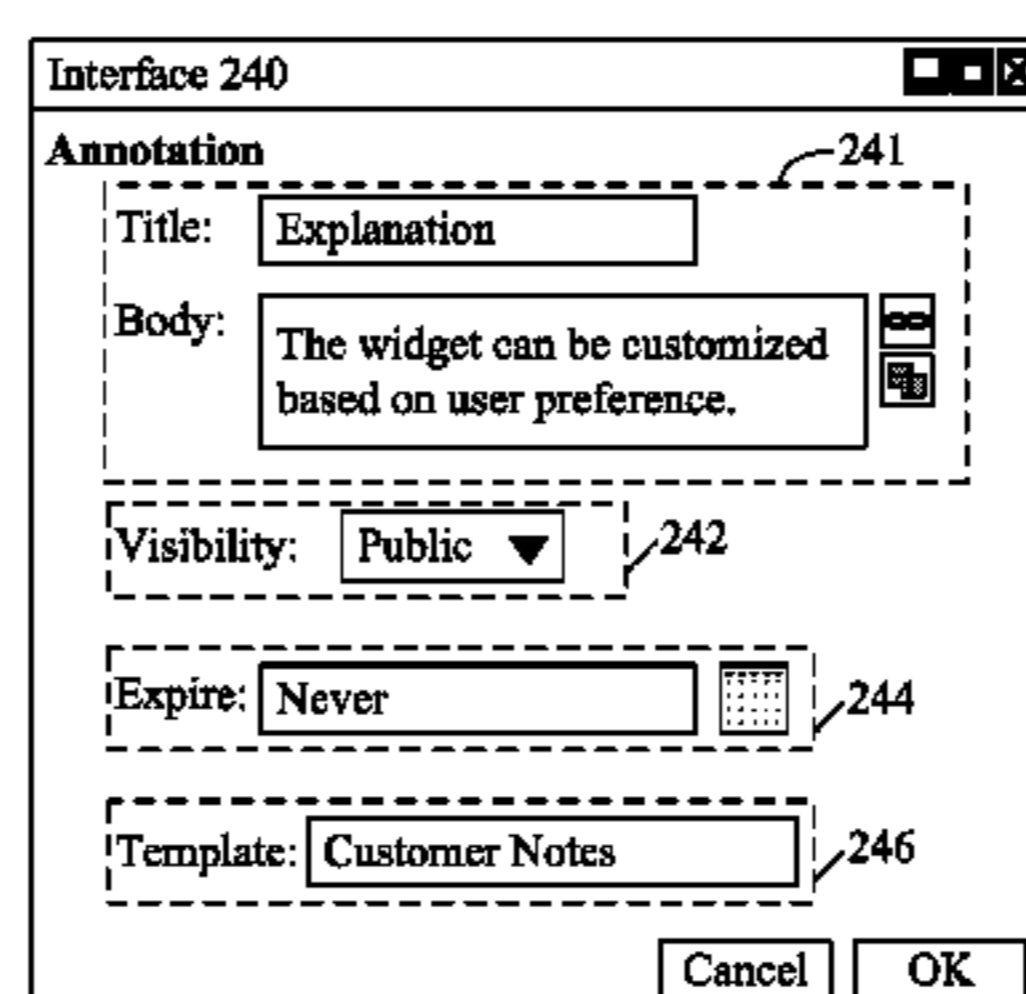 Interface 240
Annotation
241
Title: Explanation
Body: The widget can be customized
based on user preference.
Visibility: Public
242
Expire: Never
244
Template: Customer Notes
246
Cancel OK